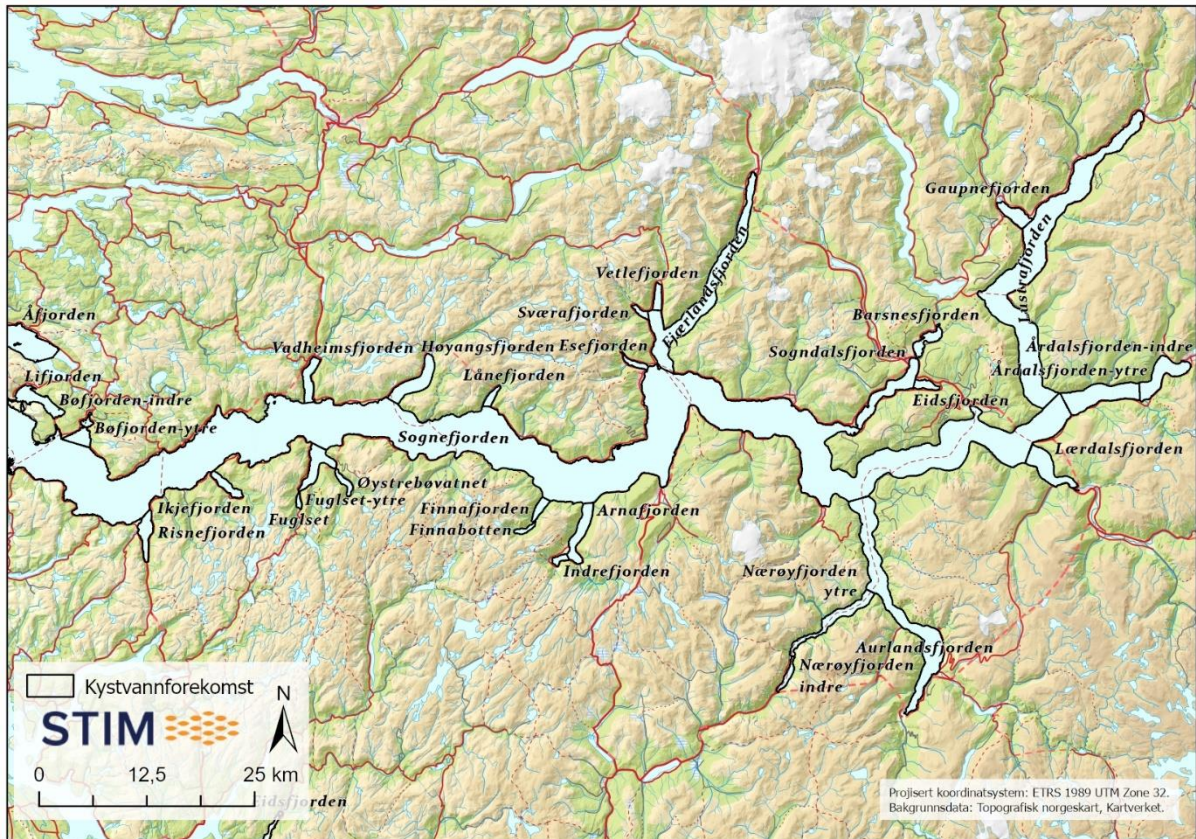 Gaupnefjorden
Lustrafjorden
Vetlefjorden
Fjærlandsfjorden
Sværafjorden
Barsnesfjorden
Åfjorden
Vadheimsfjorden
Høyangsfjorden
Esefjorden
Sogndalsfjorden
Årdalsfjorden-indre
Årdalsfjorden-ytre
Lånefjorden
Lifjorden
Eidsfjorden
Bøfjorden-indre
Bøfjorden-ytre
Sognefjorden
Lærdalsfjorden
Øystrebøvatnet
Ikjefjorden
Fuglset-ytre
Fuglset
Finnafjorden
Arnafjorden
Risnefjorden
Finnabotten
Indrefjorden
Nærøyfjorden
ytre
Aurlandsfjorden
Nærøyfjorden
indre
Kystvannforekomst
N
STIM
0 12,5 25 km
Eidsfjorden
Projisert koordinatsystem: ETRS 1989 UTM Zone 32.
Bakgrunnsdata: Topografisk norgeskart, Kartverket.